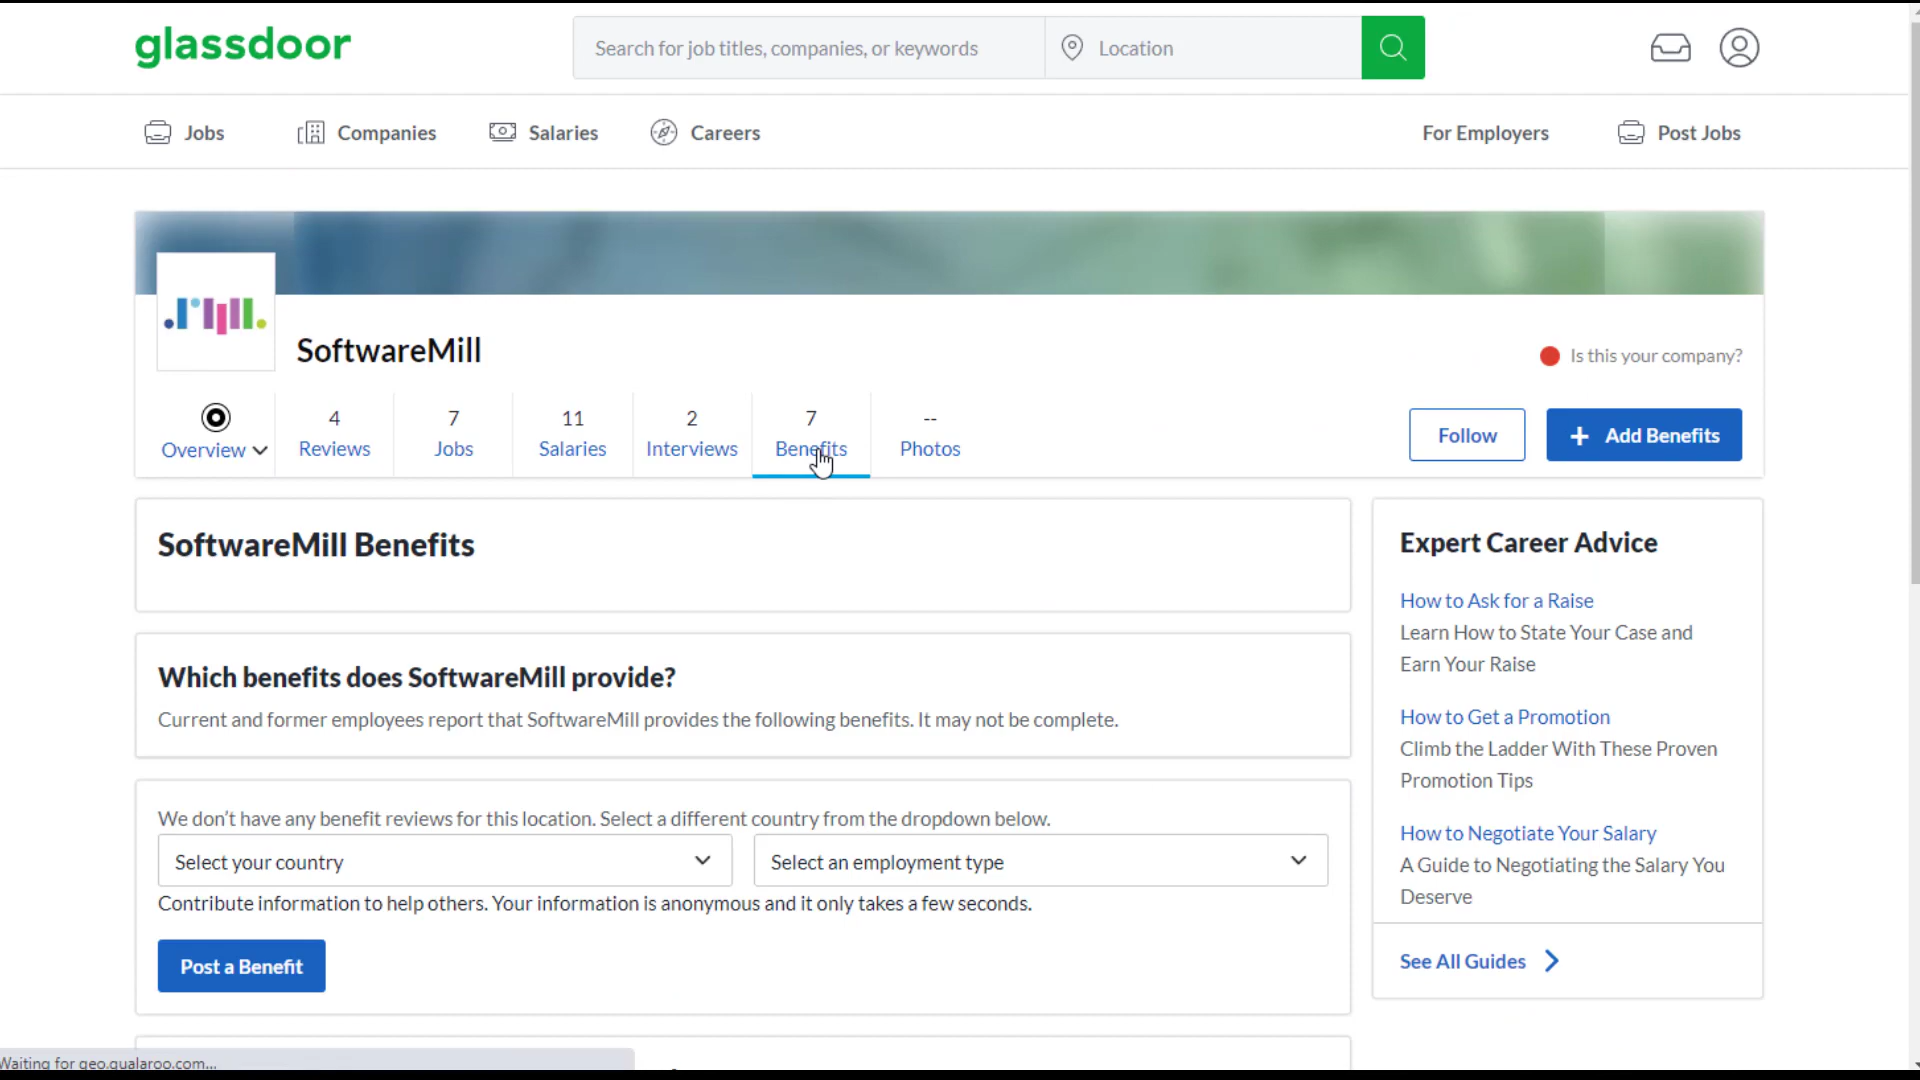 glassdoor
Search for job titles, companies, or keywords
Location
Jobs
Companies
Salaries
Careers
For Employers
Post Jobs
SoftwareMill
Is this your company?
Overview
4
Reviews
7
Jobs
11
Salaries
2
Interviews
7
Benefits
--
Photos
Follow
+ Add Benefits
SoftwareMill Benefits
Which benefits does SoftwareMill provide?
Current and former employees report that SoftwareMill provides the following benefits. It may not be complete.
We don't have any benefit reviews for this location. Select a different country from the dropdown below.
Select your country
Select an employment type
Contribute information to help others. Your information is anonymous and it only takes a few seconds.
Post a Benefit
Expert Career Advice
How to Ask for a Raise
Learn How to State Your Case and
Earn Your Raise
How to Get a Promotion
Climb the Ladder With These Proven
Promotion Tips
How to Negotiate Your Salary
A Guide to Negotiating the Salary You
Deserve
See All Guides
Waiting for geo.qualaroo.com...